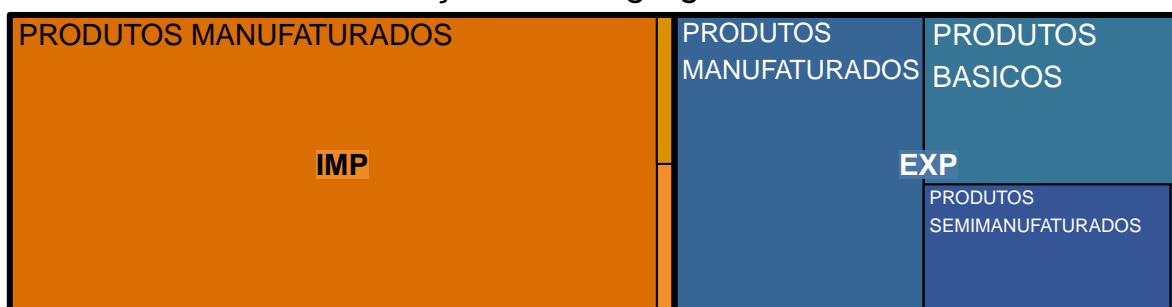 PRODUTOS MANUFATURADOS
IMP
PRODUTOS
MANUFATURADOS
PRODUTOS
BASICOS
EXP
PRODUTOS
SEMIMANUFATURADOS